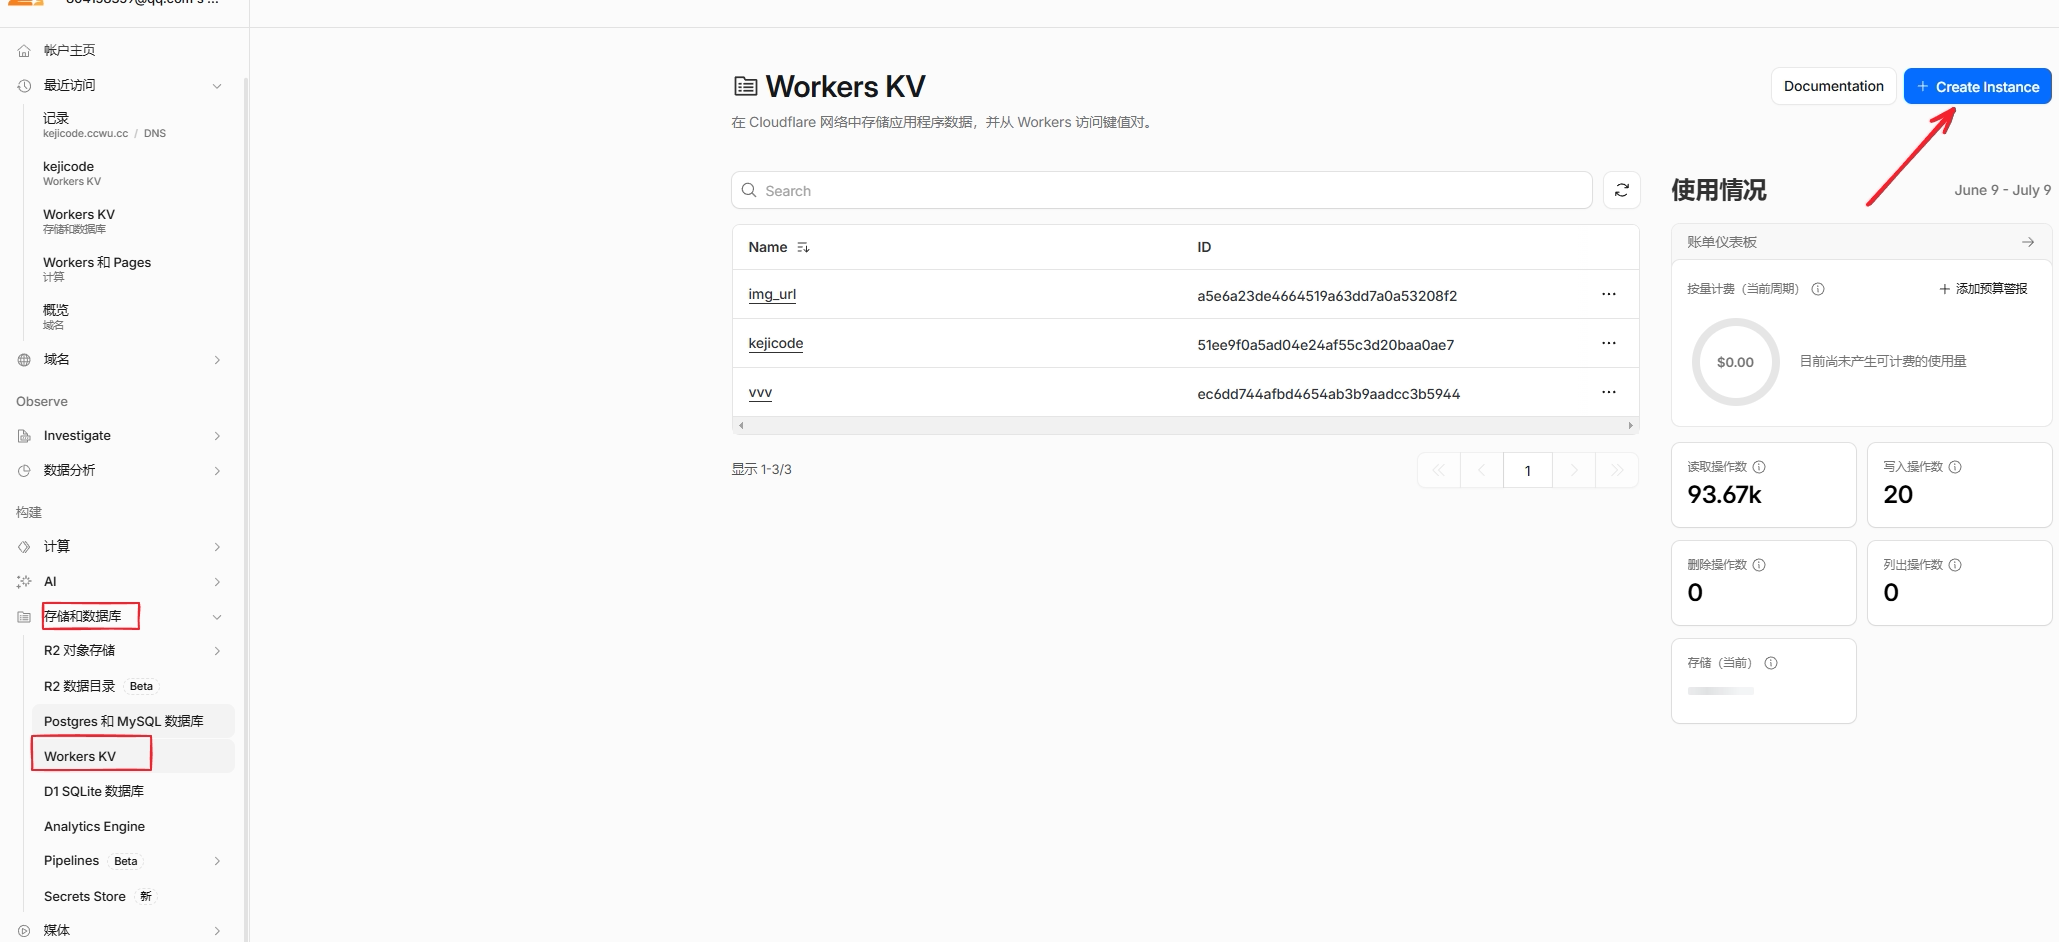 帐户主页
最近访问
记录
kejicode.ccwu.cc / DNS
kejicode
Workers KV
Workers KV
存储和数据库
Workers 和 Pages
计算
概览
域名
域名
Observe
Investigate
数据分析
构建
计算
AI
存储和数据库
R2 对象存储
R2 数据目录 Beta
Postgres 和 MySQL 数据库
Workers KV
D1 SQLite 数据库
Analytics Engine
Pipelines Beta
Secrets Store 新
媒体
Workers KV
Documentation
+ Create Instance
在 Cloudflare 网络中存储应用程序数据，并从 Workers 访问键值对。
Search
Name ID
img_url a5e6a23de4664519a63dd7a0a53208f2 ...
kejicode 51ee9f0a5ad04e24af55c3d20baa0ae7 ...
vvv ec6dd744afbd4654ab3b9aadcc3b5944 ...
显示 1-3/3
1
使用情况 June 9 - July 9
账单仪表板
按量计费（当前周期） + 添加预算警报
$0.00 目前尚未产生可计费的使用量
读取操作数
93.67k
写入操作数
20
删除操作数
0
列出操作数
0
存储（当前）